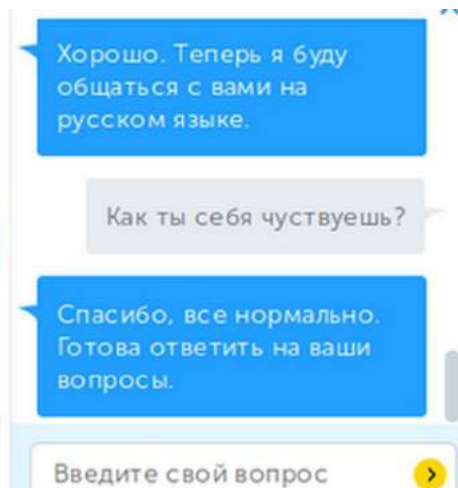 Хорошо. Теперь я буду
общаться с вами на
русском языке.
Как ты себя чуствуешь?
Спасибо, все нормально.
Готова ответить на ваши
вопросы.
Введите свой вопрос